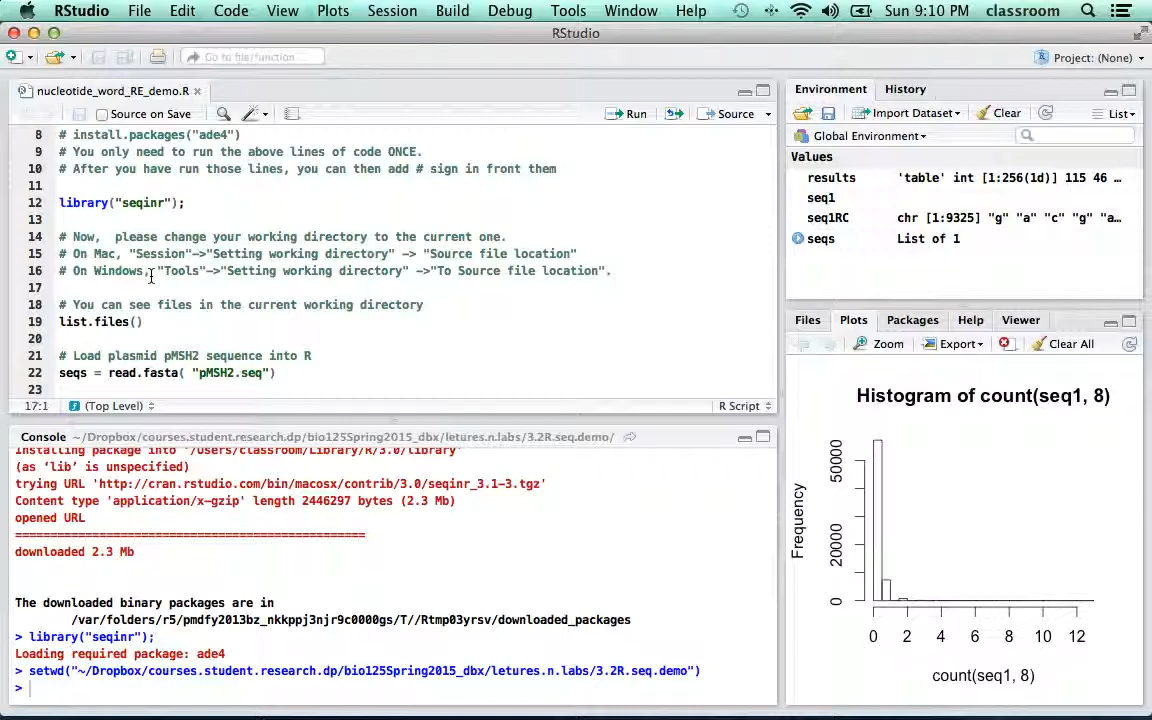 RStudio File Edit Code View Plots Session Build Debug Tools Window Help Sun 9:10 PM classroom
RStudio
Go to file/function Project: (None)
nucleotide_word_RE_demo.R
Source on Save Run Source
8 # install.packages("ade4")
9 # You only need to run the above lines of code ONCE.
10 # After you have run those lines, you can then add # sign in front them
11
12 library("seqinr");
13
14 # Now,  please change your working directory to the current one.
15 # On Mac, "Session"->"Setting working directory" -> "Source file location"
16 # On Windows, "Tools"->"Setting working directory" ->"To Source file location".
17
18 # You can see files in the current working directory
19 list.files()
20
21 # Load plasmid pMSH2 sequence into R
22 seqs = read.fasta( "pMSH2.seq")
23
17:1 (Top Level) R Script
Console ~/Dropbox/courses.student.research.dp/bio125Spring2015_dbx/letures.n.labs/3.2R.seq.demo/
Installing package into '/Users/classroom/Library/R/3.0/library'
(as 'lib' is unspecified)
trying URL 'http://cran.rstudio.com/bin/macosx/contrib/3.0/seqinr_3.1-3.tgz'
Content type 'application/x-gzip' length 2446297 bytes (2.3 Mb)
opened URL
==================================================
downloaded 2.3 Mb
The downloaded binary packages are in
/var/folders/r5/pmdfy2013bz_nkkppj3njr9c0000gs/T//Rtmp03yrsv/downloaded_packages
> library("seqinr");
Loading required package: ade4
> setwd("~/Dropbox/courses.student.research.dp/bio125Spring2015_dbx/letures.n.labs/3.2R.seq.demo")
>
Environment History
Import Dataset Clear List
Global Environment
Values
results 'table' int [1:256(1d)] 115 46 …
seq1
seq1RC chr [1:9325] "g" "a" "c" "g" "a…
seqs List of 1
Files Plots Packages Help Viewer
Zoom Export Clear All
Histogram of count(seq1, 8)
Frequency
0 20000 50000
0 2 4 6 8 10 12
count(seq1, 8)